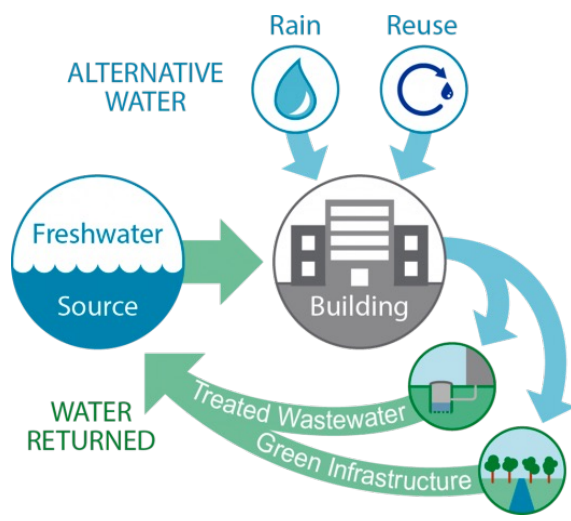 Rain
Reuse
ALTERNATIVE
WATER
Freshwater
Source
Building
Treated Wastewater
Green Infrastructure
WATER
RETURNED